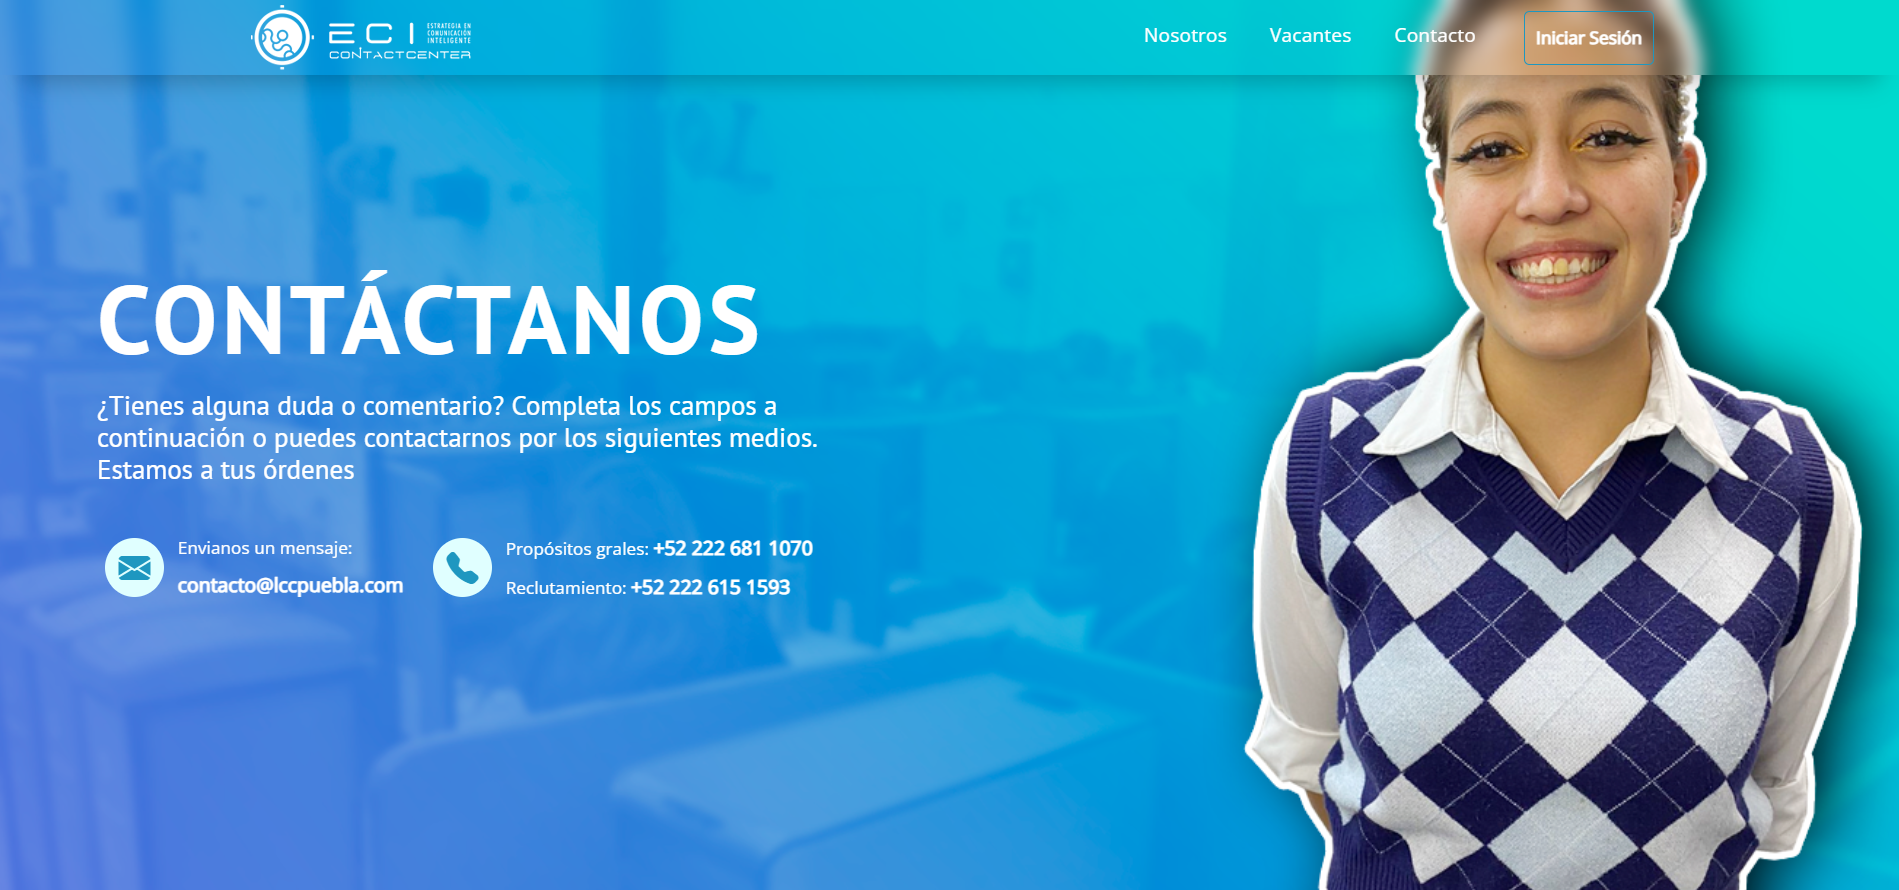 ECI
ESTRATEGIA EN
COMUNICACIÓN
INTELIGENTE
CONTACTCENTER
Nosotros
Vacantes
Contacto
Iniciar Sesión
CONTÁCTANOS
¿Tienes alguna duda o comentario? Completa los campos a
continuación o puedes contactarnos por los siguientes medios.
Estamos a tus órdenes
Envianos un mensaje:
contacto@lccpuebla.com
Propósitos grales: +52 222 681 1070
Reclutamiento: +52 222 615 1593